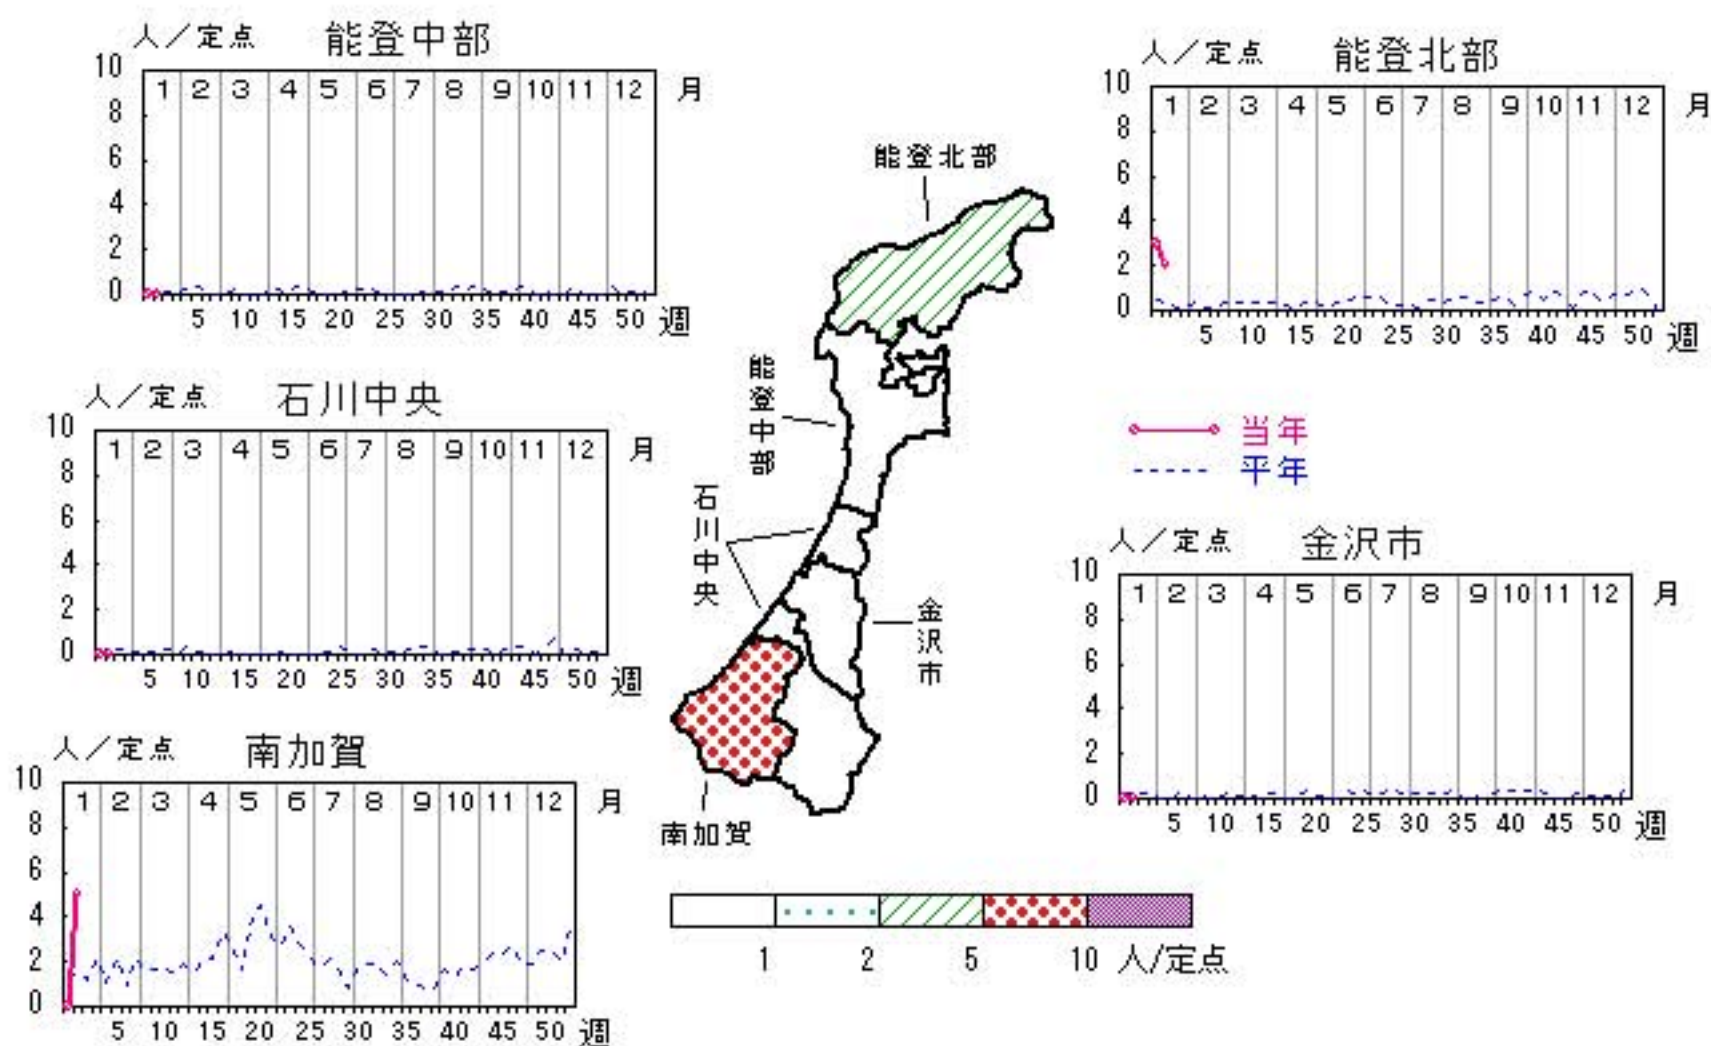 人／定点 能登中部
10 8 6 4 2 0
1 2 3 4 5 6 7 8 9 10 11 12 月
5 10 15 20 25 30 35 40 45 50 週
人／定点 能登北部
10 8 6 4 2 0
1 2 3 4 5 6 7 8 9 10 11 12 月
5 10 15 20 25 30 35 40 45 50 週
人／定点 石川中央
10 8 6 4 2 0
1 2 3 4 5 6 7 8 9 10 11 12 月
5 10 15 20 25 30 35 40 45 50 週
当年
平年
人／定点 金沢市
10 8 6 4 2 0
1 2 3 4 5 6 7 8 9 10 11 12 月
5 10 15 20 25 30 35 40 45 50 週
人／定点 南加賀
10 8 6 4 2 0
1 2 3 4 5 6 7 8 9 10 11 12 月
5 10 15 20 25 30 35 40 45 50 週
能登北部
能登中部
石川中央
金沢市
南加賀
1 2 5 10 人/定点